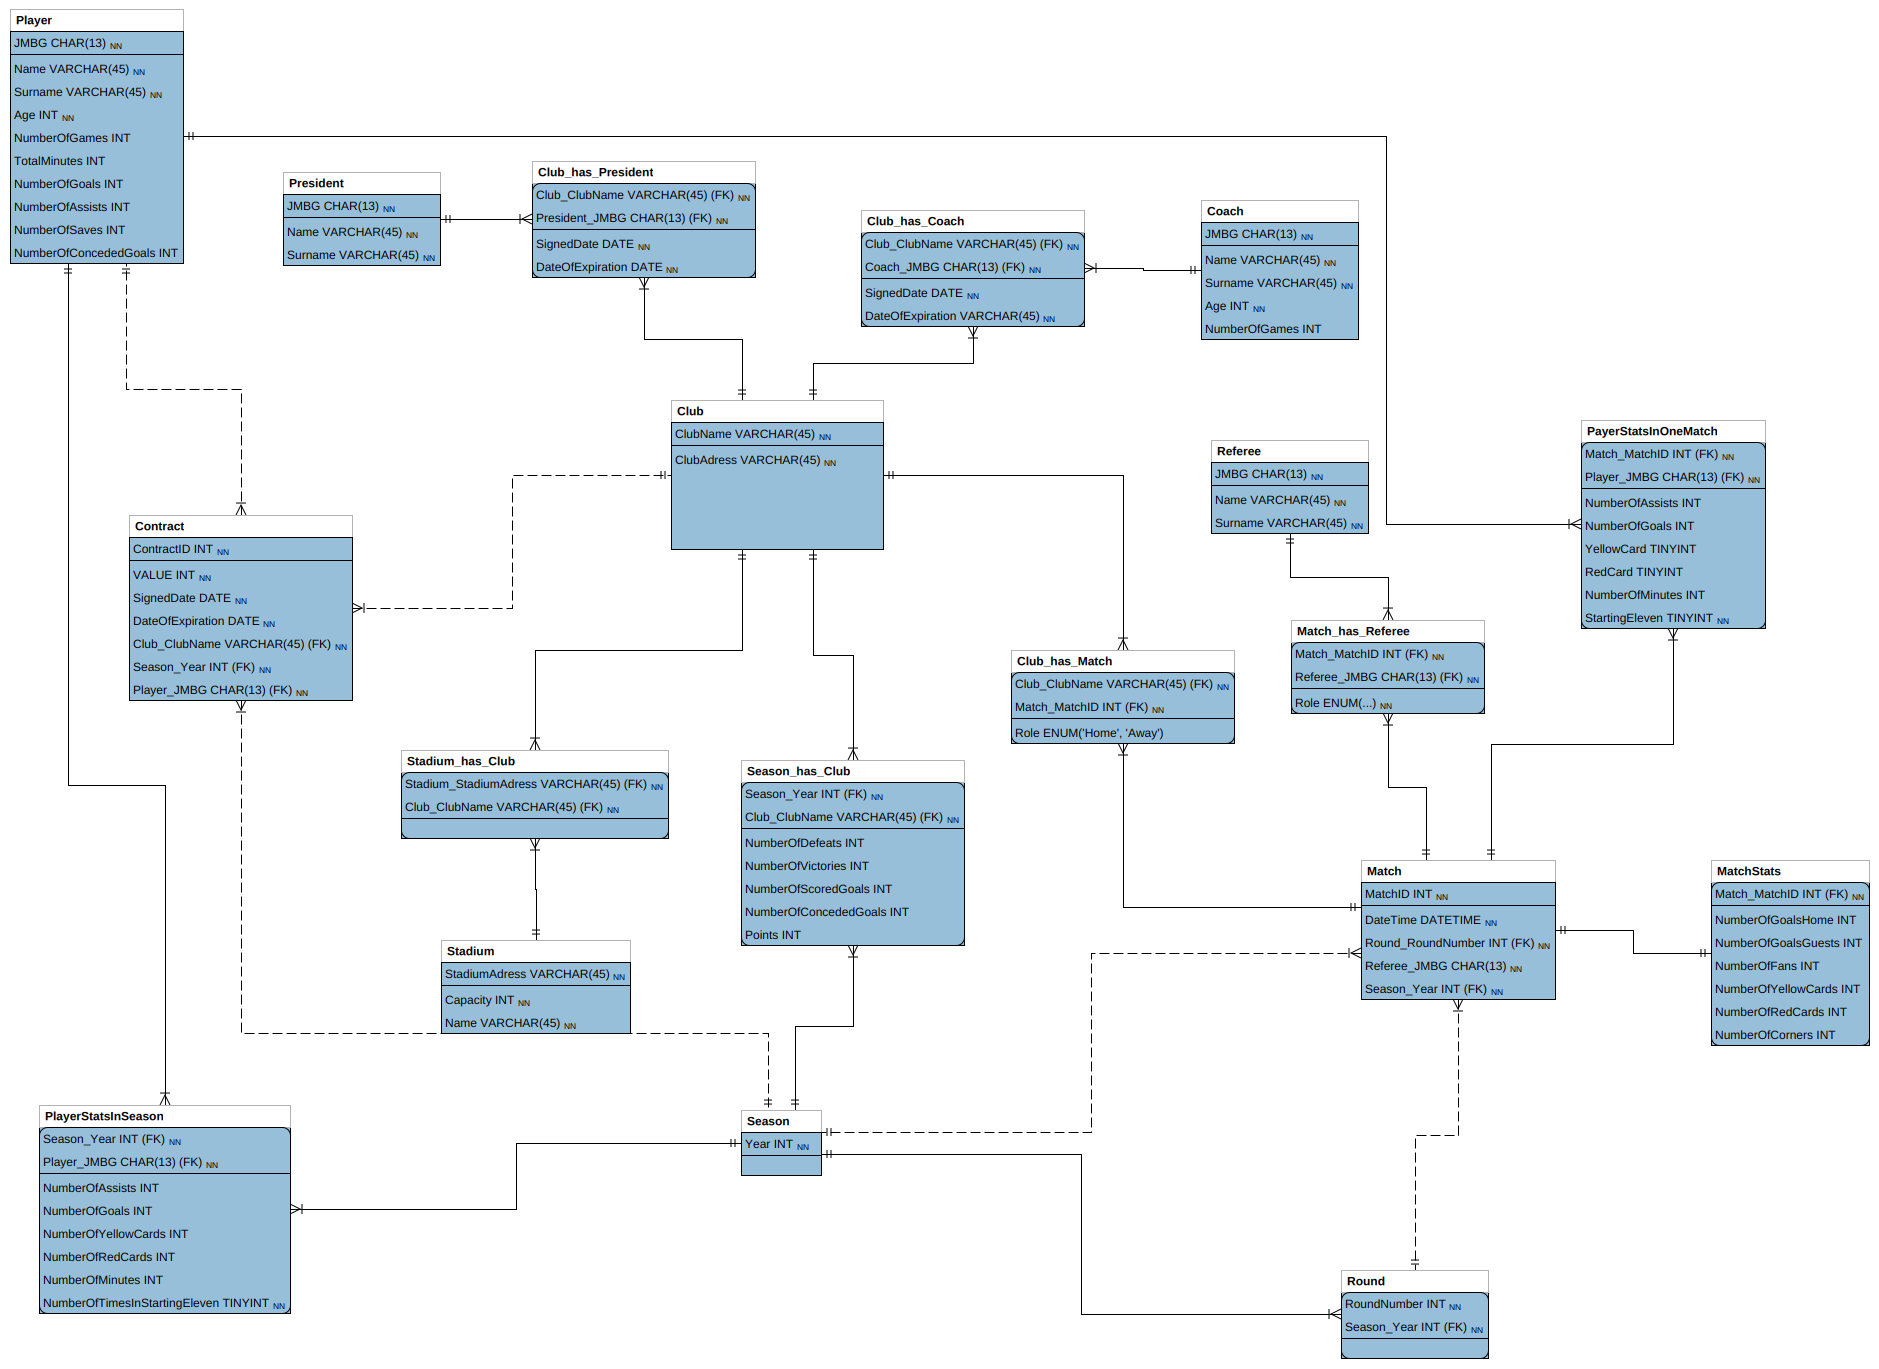 Player
JMBG CHAR(13) NN
Name VARCHAR(45) NN
Surname VARCHAR(45) NN
Age INT NN
NumberOfGames INT
TotalMinutes INT
NumberOfGoals INT
NumberOfAssists INT
NumberOfSaves INT
NumberOfConcededGoals INT
President
JMBG CHAR(13) NN
Name VARCHAR(45) NN
Surname VARCHAR(45) NN
Club_has_President
Club_ClubName VARCHAR(45) (FK) NN
President_JMBG CHAR(13) (FK) NN
SignedDate DATE NN
DateOfExpiration DATE NN
Club_has_Coach
Club_ClubName VARCHAR(45) (FK) NN
Coach_JMBG CHAR(13) (FK) NN
SignedDate DATE NN
DateOfExpiration VARCHAR(45) NN
Coach
JMBG CHAR(13) NN
Name VARCHAR(45) NN
Surname VARCHAR(45) NN
Age INT NN
NumberOfGames INT
Club
ClubName VARCHAR(45) NN
ClubAdress VARCHAR(45) NN
Referee
JMBG CHAR(13) NN
Name VARCHAR(45) NN
Surname VARCHAR(45) NN
PayerStatsInOneMatch
Match_MatchID INT (FK) NN
Player_JMBG CHAR(13) (FK) NN
NumberOfAssists INT
NumberOfGoals INT
YellowCard TINYINT
RedCard TINYINT
NumberOfMinutes INT
StartingEleven TINYINT NN
Contract
ContractID INT NN
VALUE INT NN
SignedDate DATE NN
DateOfExpiration DATE NN
Club_ClubName VARCHAR(45) (FK) NN
Season_Year INT (FK) NN
Player_JMBG CHAR(13) (FK) NN
Club_has_Match
Club_ClubName VARCHAR(45) (FK) NN
Match_MatchID INT (FK) NN
Role ENUM('Home', 'Away')
Match_has_Referee
Match_MatchID INT (FK) NN
Referee_JMBG CHAR(13) (FK) NN
Role ENUM(...) NN
Stadium_has_Club
Stadium_StadiumAdress VARCHAR(45) (FK) NN
Club_ClubName VARCHAR(45) (FK) NN
Season_has_Club
Season_Year INT (FK) NN
Club_ClubName VARCHAR(45) (FK) NN
NumberOfDefeats INT
NumberOfVictories INT
NumberOfScoredGoals INT
NumberOfConcededGoals INT
Points INT
Match
MatchID INT NN
DateTime DATETIME NN
Round_RoundNumber INT (FK) NN
Referee_JMBG CHAR(13) NN
Season_Year INT (FK) NN
MatchStats
Match_MatchID INT (FK) NN
NumberOfGoalsHome INT
NumberOfGoalsGuests INT
NumberOfFans INT
NumberOfYellowCards INT
NumberOfRedCards INT
NumberOfCorners INT
Stadium
StadiumAdress VARCHAR(45) NN
Capacity INT NN
Name VARCHAR(45) NN
PlayerStatsInSeason
Season_Year INT (FK) NN
Player_JMBG CHAR(13) (FK) NN
NumberOfAssists INT
NumberOfGoals INT
NumberOfYellowCards INT
NumberOfRedCards INT
NumberOfMinutes INT
NumberOfTimesInStartingEleven TINYINT NN
Season
Year INT NN
Round
RoundNumber INT NN
Season_Year INT (FK) NN